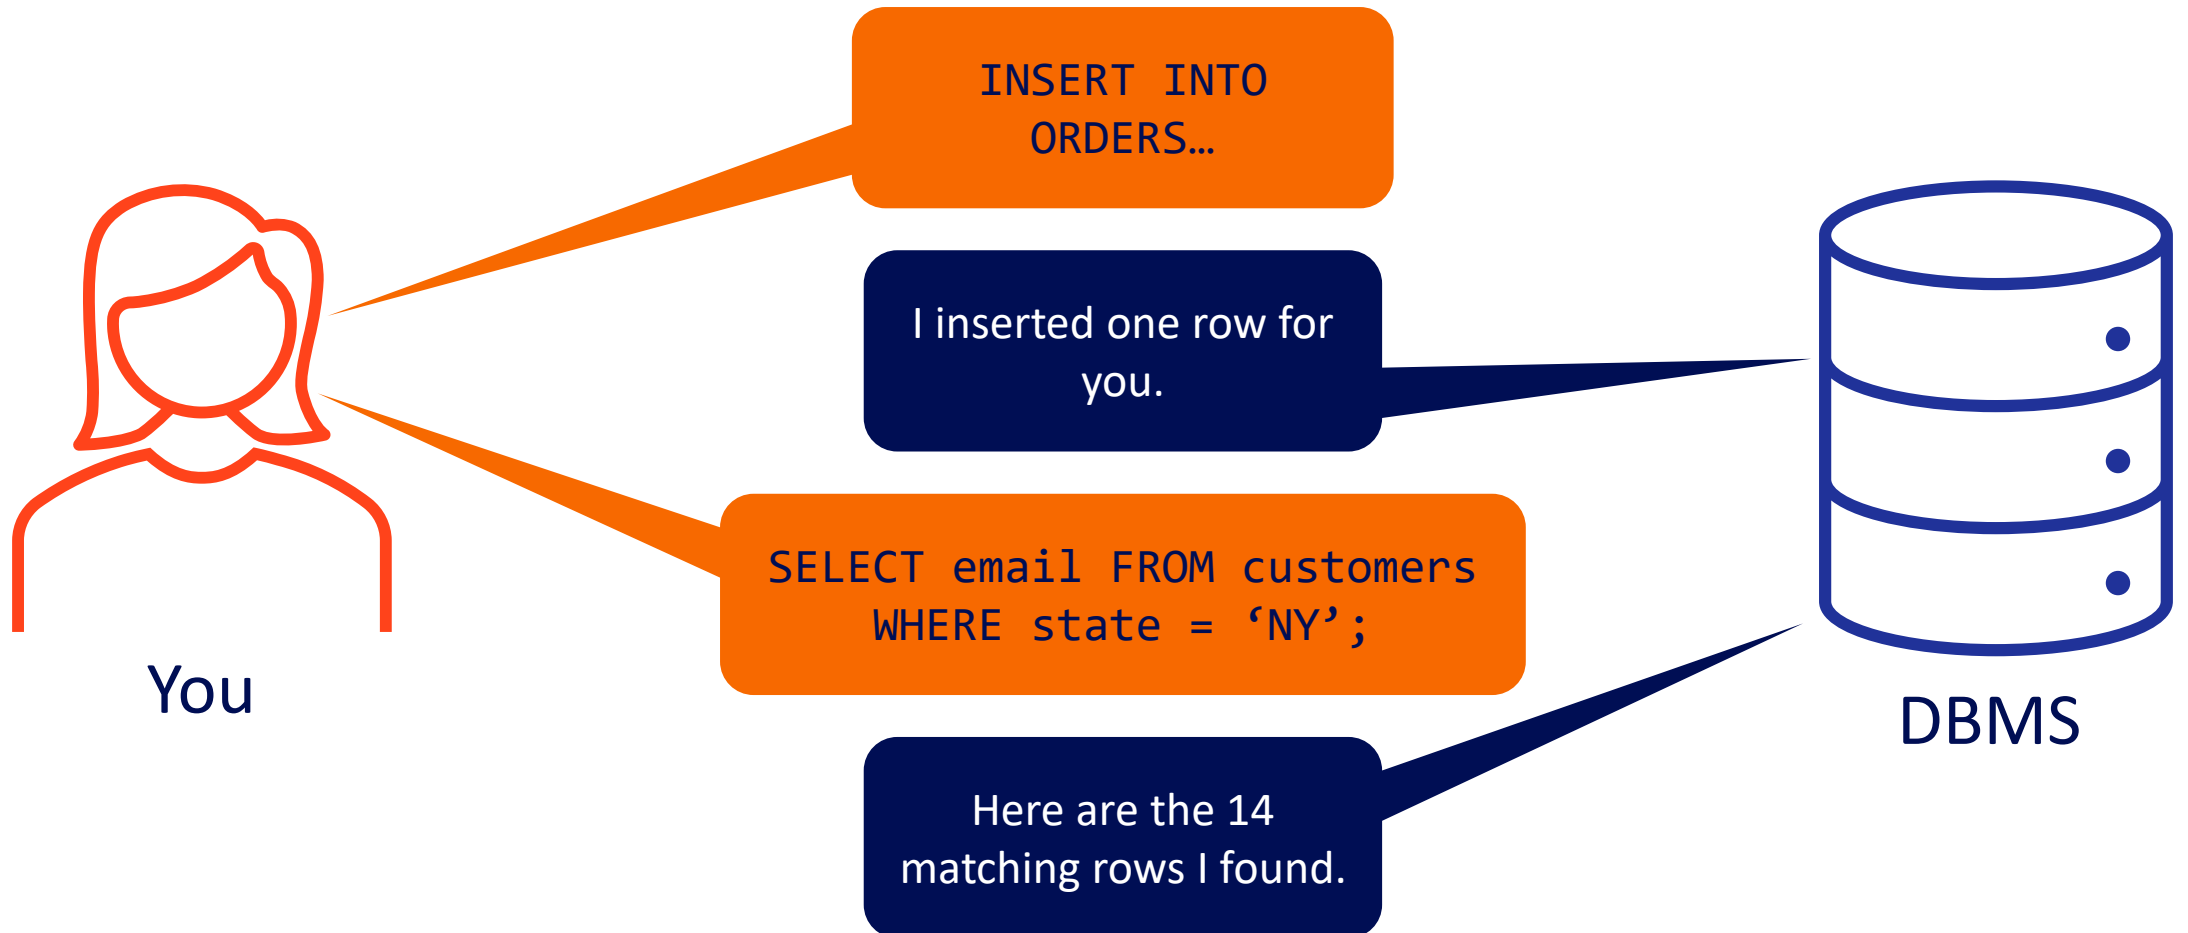 INSERT INTO
ORDERS…
I inserted one row for
you.
SELECT email FROM customers
WHERE state = ‘NY’;
You
DBMS
Here are the 14
matching rows I found.